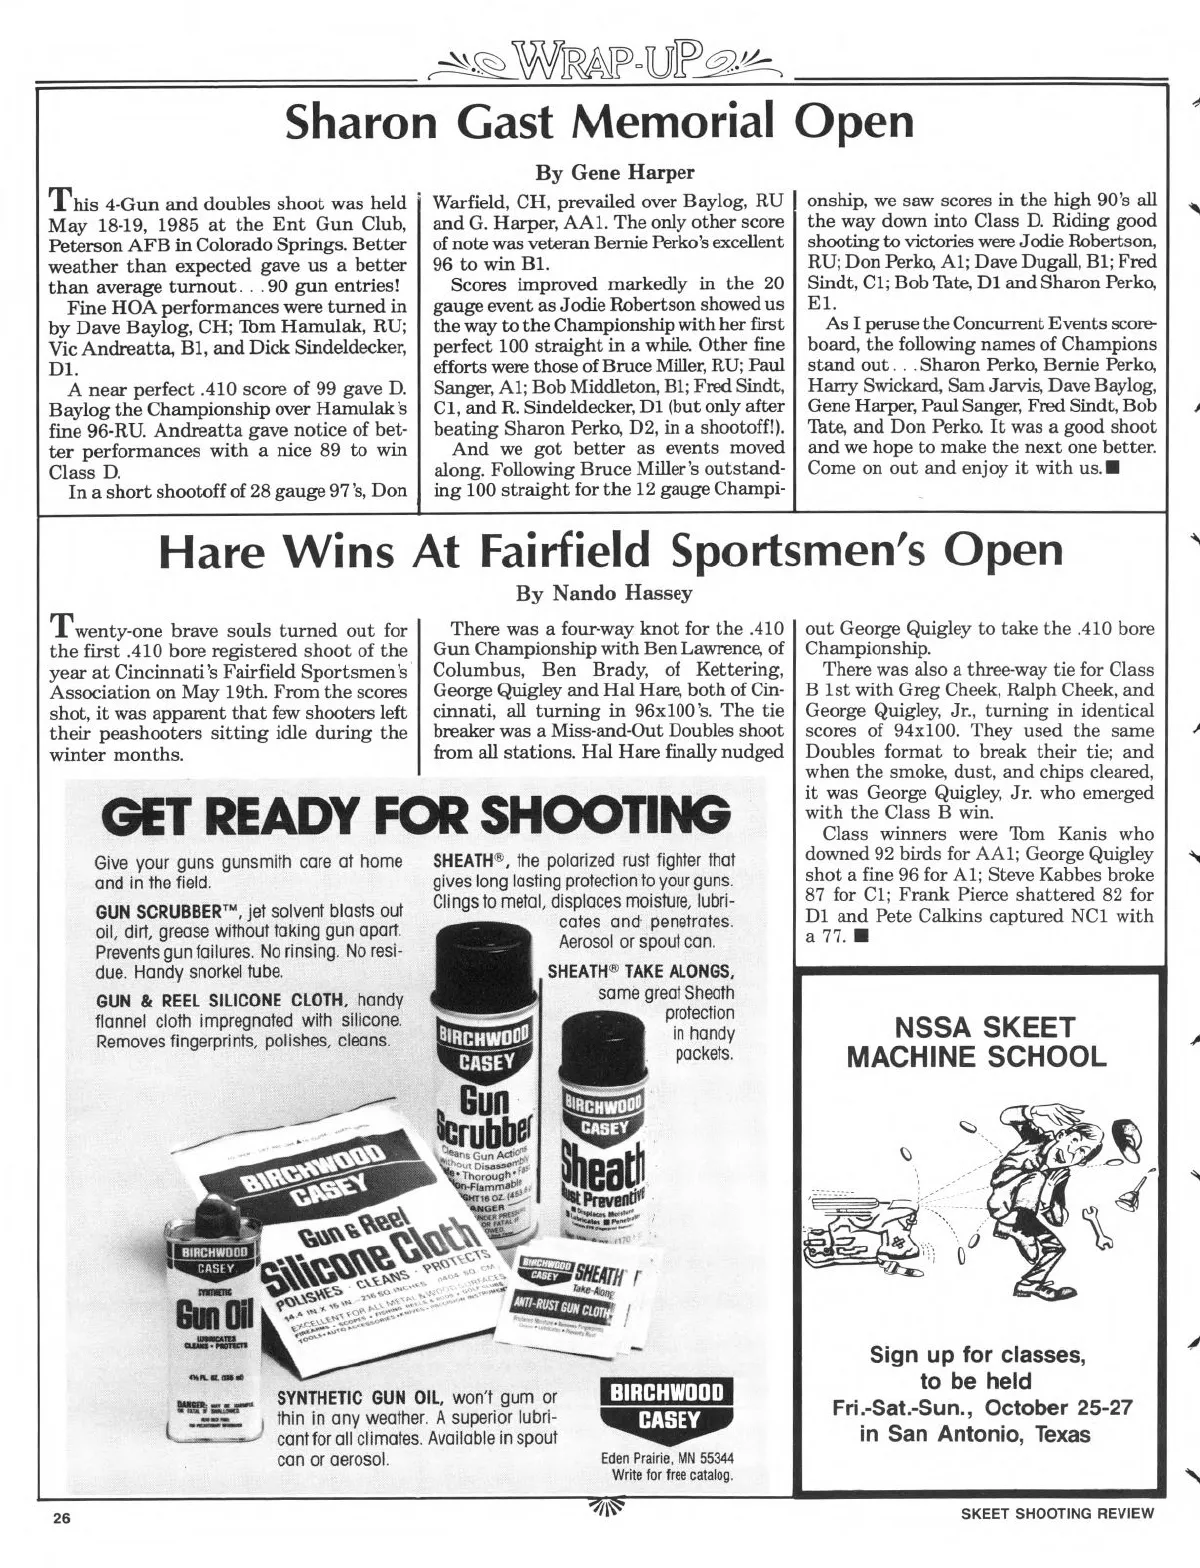 WRAP-UP
Sharon Gast Memorial Open
By Gene Harper
This 4-Gun and doubles shoot was held
May 18-19, 1985 at the Ent Gun Club,
Peterson AFB in Colorado Springs. Better
weather than expected gave us a better
than average turnout. . .90 gun entries!
Fine HOA performances were turned in
by Dave Baylog, CH; Tom Hamulak, RU;
Vic Andreatta, B1, and Dick Sindeldecker,
D1.
A near perfect .410 score of 99 gave D.
Baylog the Championship over Hamulak's
fine 96-RU. Andreatta gave notice of bet-
ter performances with a nice 89 to win
Class D.
In a short shootoff of 28 gauge 97's, Don
Warfield, CH, prevailed over Baylog, RU
and G. Harper, AA1. The only other score
of note was veteran Bernie Perko's excellent
96 to win B1.
Scores improved markedly in the 20
gauge event as Jodie Robertson showed us
the way to the Championship with her first
perfect 100 straight in a while. Other fine
efforts were those of Bruce Miller, RU; Paul
Sanger, A1; Bob Middleton, B1; Fred Sindt,
C1, and R. Sindeldecker, D1 (but only after
beating Sharon Perko, D2, in a shootoff!).
And we got better as events moved
along. Following Bruce Miller's outstand-
ing 100 straight for the 12 gauge Champi-
onship, we saw scores in the high 90's all
the way down into Class D. Riding good
shooting to victories were Jodie Robertson,
RU; Don Perko, A1; Dave Dugall, B1; Fred
Sindt, C1; Bob Tate, D1 and Sharon Perko,
E1.
As I peruse the Concurrent Events score-
board, the following names of Champions
stand out. . .Sharon Perko, Bernie Perko,
Harry Swickard, Sam Jarvis, Dave Baylog,
Gene Harper, Paul Sanger, Fred Sindt, Bob
Tate, and Don Perko. It was a good shoot
and we hope to make the next one better.
Come on out and enjoy it with us. ■
Hare Wins At Fairfield Sportsmen's Open
By Nando Hassey
Twenty-one brave souls turned out for
the first .410 bore registered shoot of the
year at Cincinnati's Fairfield Sportsmen's
Association on May 19th. From the scores
shot, it was apparent that few shooters left
their peashooters sitting idle during the
winter months.
There was a four-way knot for the .410
Gun Championship with Ben Lawrence, of
Columbus, Ben Brady, of Kettering,
George Quigley and Hal Hare, both of Cin-
cinnati, all turning in 96x100's. The tie
breaker was a Miss-and-Out Doubles shoot
from all stations. Hal Hare finally nudged
out George Quigley to take the .410 bore
Championship.
There was also a three-way tie for Class
B 1st with Greg Cheek, Ralph Cheek, and
George Quigley, Jr., turning in identical
scores of 94x100. They used the same
Doubles format to break their tie; and
when the smoke, dust, and chips cleared,
it was George Quigley, Jr. who emerged
with the Class B win.
Class winners were Tom Kanis who
downed 92 birds for AA1; George Quigley
shot a fine 96 for A1; Steve Kabbes broke
87 for C1; Frank Pierce shattered 82 for
D1 and Pete Calkins captured NC1 with
a 77. ■
GET READY FOR SHOOTING
Give your guns gunsmith care at home
and in the field.
GUN SCRUBBER™, jet solvent blasts out
oil, dirt, grease without taking gun apart.
Prevents gun failures. No rinsing. No resi-
due. Handy snorkel tube.
GUN & REEL SILICONE CLOTH, handy
flannel cloth impregnated with silicone.
Removes fingerprints, polishes, cleans.
SHEATH®, the polarized rust fighter that
gives long lasting protection to your guns.
Clings to metal, displaces moisture, lubri-
cates and penetrates.
Aerosol or spout can.
SHEATH® TAKE ALONGS,
same great Sheath
protection
in handy
packets.
BIRCHWOOD
CASEY
Gun
Scrubber
Cleans Gun Actions
Without Disassembly
Thorough
Non-Flammable
BIRCHWOOD
CASEY
Sheath
Rust Preventive
BIRCHWOOD
CASEY
Gun & Reel
Silicone Cloth
POLISHES · CLEANS · PROTECTS
BIRCHWOOD
CASEY
SYNTHETIC
Gun Oil
LUBRICATES
CLEANS • PROTECTS
DANGER:
BIRCHWOOD
CASEY
SHEATH
Take-Along
ANTI-RUST GUN CLOTH
SYNTHETIC GUN OIL, won't gum or
thin in any weather. A superior lubri-
cant for all climates. Available in spout
can or aerosol.
BIRCHWOOD
CASEY
Eden Prairie, MN 55344
Write for free catalog.
NSSA SKEET
MACHINE SCHOOL
Sign up for classes,
to be held
Fri.-Sat.-Sun., October 25-27
in San Antonio, Texas
26
SKEET SHOOTING REVIEW